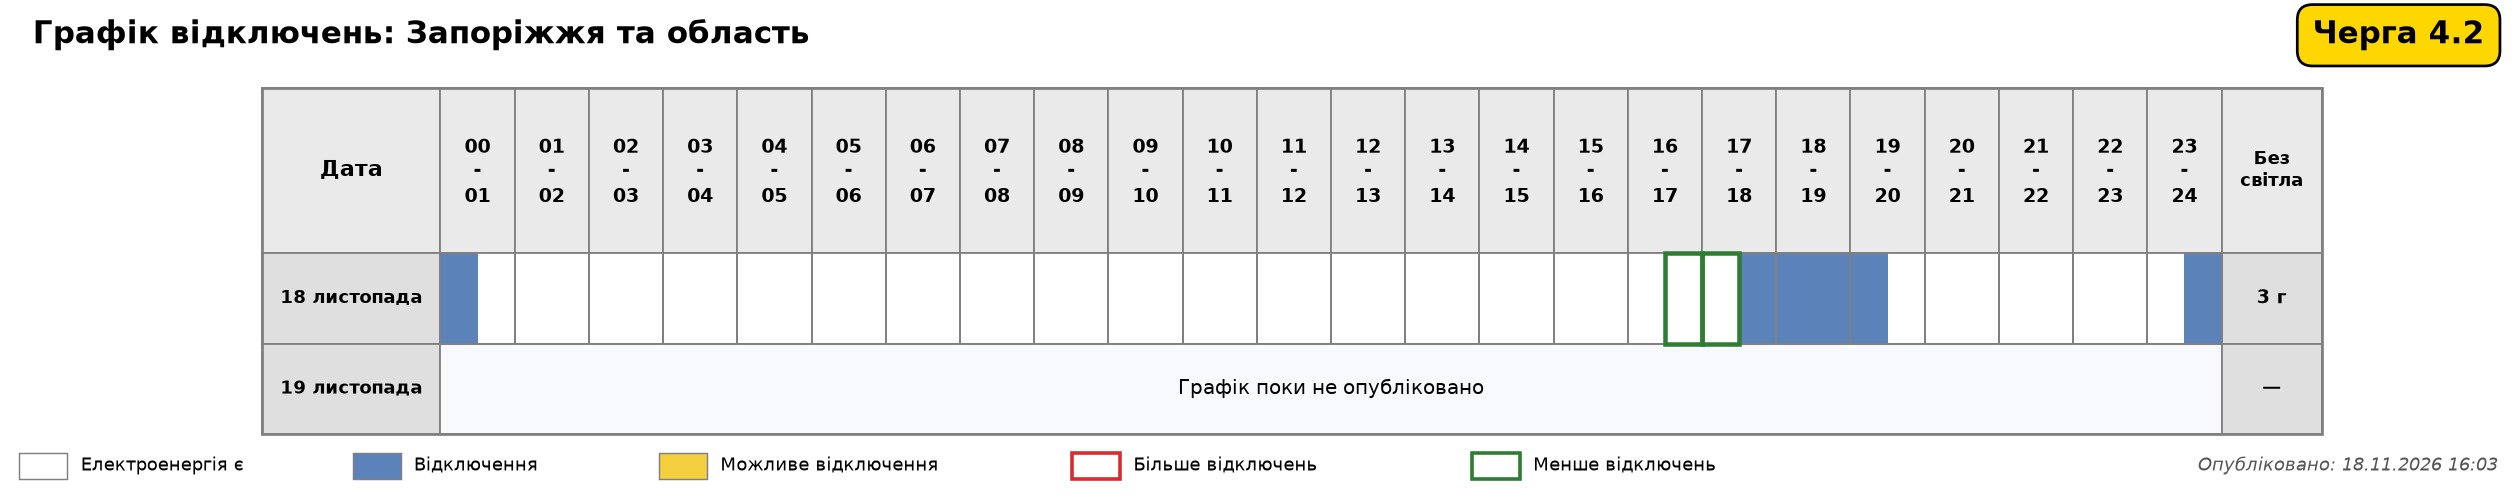 Графік відключень: Запоріжжя та область
Черга 4.2
Дата
00 - 01
01 - 02
02 - 03
03 - 04
04 - 05
05 - 06
06 - 07
07 - 08
08 - 09
09 - 10
10 - 11
11 - 12
12 - 13
13 - 14
14 - 15
15 - 16
16 - 17
17 - 18
18 - 19
19 - 20
20 - 21
21 - 22
22 - 23
23 - 24
Без
світла
18 листопада
3 г
19 листопада
Графік поки не опубліковано
—
Електроенергія є
Відключення
Можливе відключення
Більше відключень
Менше відключень
Опубліковано: 18.11.2026 16:03